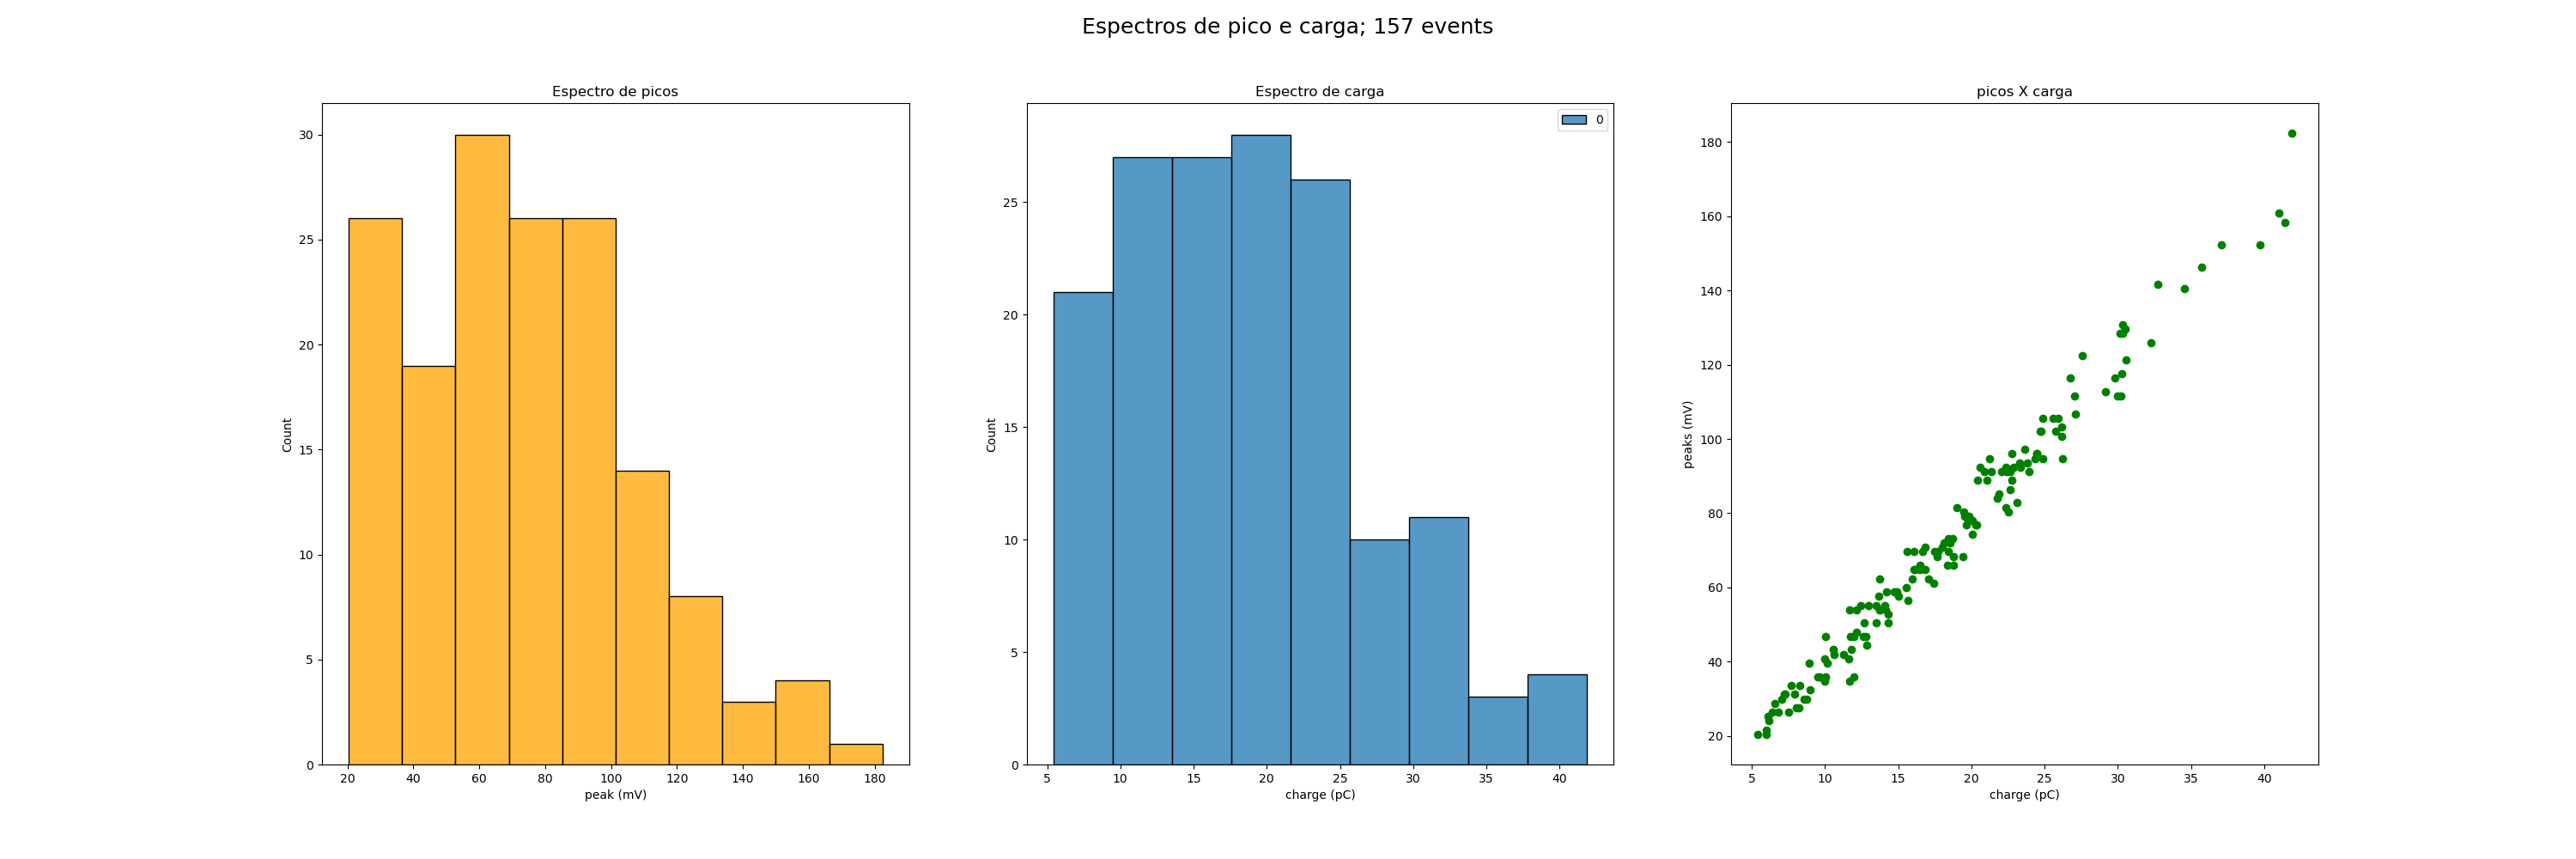 Espectros de pico e carga; 157 events
Espectro de picos
30
25
20
15
10
5
0
Count
20 40 60 80 100 120 140 160 180
peak (mV)
Espectro de carga
0
25
20
15
10
5
0
Count
5 10 15 20 25 30 35 40
charge (pC)
picos X carga
180
160
140
120
100
80
60
40
20
peaks (mV)
5 10 15 20 25 30 35 40
charge (pC)